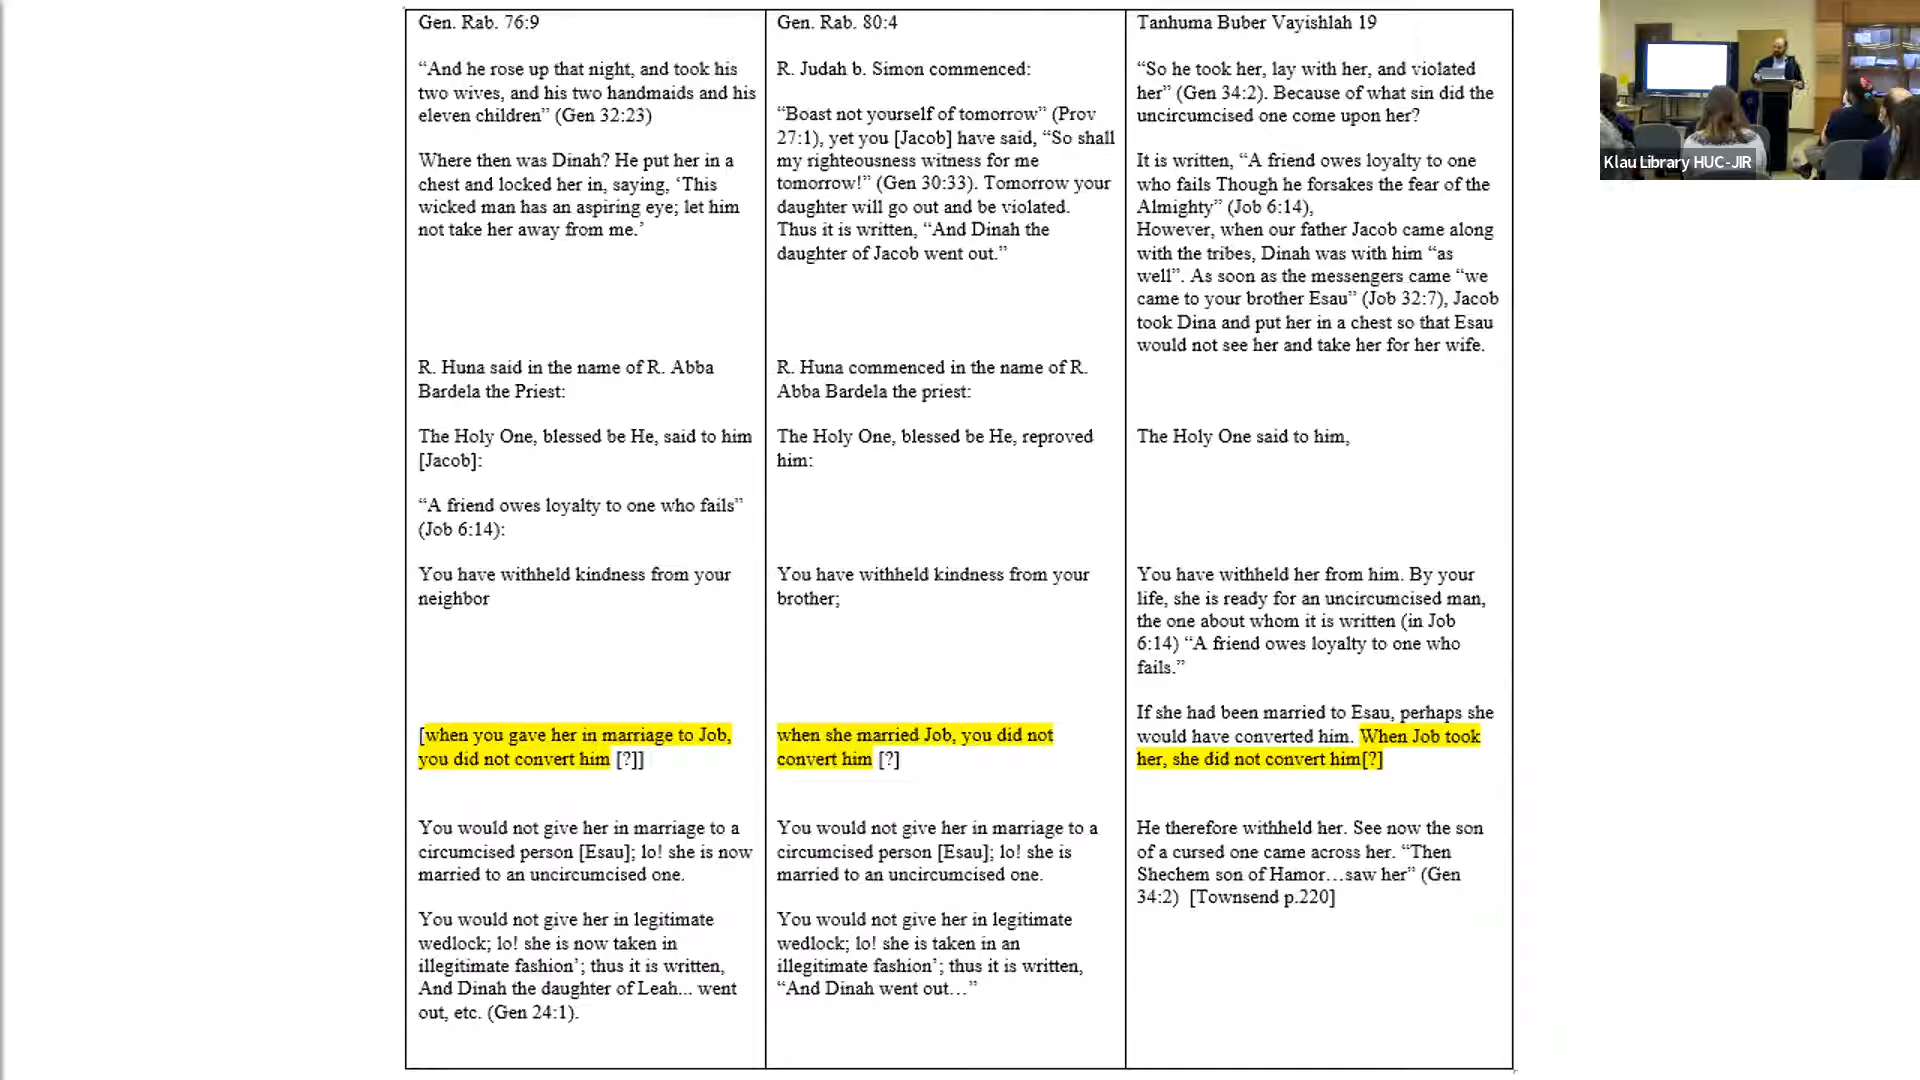 Gen. Rab. 76:9
“And he rose up that night, and took his
two wives, and his two handmaids and his
eleven children” (Gen 32:23)
Where then was Dinah? He put her in a
chest and locked her in, saying, ‘This
wicked man has an aspiring eye; let him
not take her away from me.’
R. Huna said in the name of R. Abba
Bardela the Priest:
The Holy One, blessed be He, said to him
[Jacob]:
“A friend owes loyalty to one who fails”
(Job 6:14):
You have withheld kindness from your
neighbor
[when you gave her in marriage to Job,
you did not convert him [?]]
You would not give her in marriage to a
circumcised person [Esau]; lo! she is now
married to an uncircumcised one.
You would not give her in legitimate
wedlock; lo! she is now taken in
illegitimate fashion’; thus it is written,
And Dinah the daughter of Leah... went
out, etc. (Gen 24:1).
Gen. Rab. 80:4
R. Judah b. Simon commenced:
“Boast not yourself of tomorrow” (Prov
27:1), yet you [Jacob] have said, “So shall
my righteousness witness for me
tomorrow!” (Gen 30:33). Tomorrow your
daughter will go out and be violated.
Thus it is written, “And Dinah the
daughter of Jacob went out.”
R. Huna commenced in the name of R.
Abba Bardela the priest:
The Holy One, blessed be He, reproved
him:
You have withheld kindness from your
brother;
when she married Job, you did not
convert him [?]
You would not give her in marriage to a
circumcised person [Esau]; lo! she is
married to an uncircumcised one.
You would not give her in legitimate
wedlock; lo! she is taken in an
illegitimate fashion’; thus it is written,
“And Dinah went out…”
Tanhuma Buber Vayishlah 19
“So he took her, lay with her, and violated
her” (Gen 34:2). Because of what sin did the
uncircumcised one come upon her?
It is written, “A friend owes loyalty to one
who fails Though he forsakes the fear of the
Almighty” (Job 6:14),
However, when our father Jacob came along
with the tribes, Dinah was with him “as
well”. As soon as the messengers came “we
came to your brother Esau” (Job 32:7), Jacob
took Dina and put her in a chest so that Esau
would not see her and take her for her wife.
The Holy One said to him,
You have withheld her from him. By your
life, she is ready for an uncircumcised man,
the one about whom it is written (in Job
6:14) “A friend owes loyalty to one who
fails.”
If she had been married to Esau, perhaps she
would have converted him. When Job took
her, she did not convert him[?]
He therefore withheld her. See now the son
of a cursed one came across her. “Then
Shechem son of Hamor…saw her” (Gen
34:2) [Townsend p.220]
Klau Library HUC-JIR